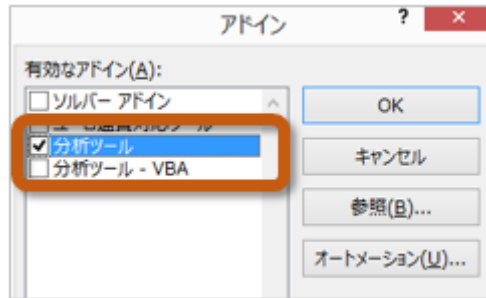 アドイン
有効なアドイン(A):
ソルバー アドイン
分析ツール
分析ツール - VBA
OK
キャンセル
参照(B)...
オートメーション(U)...